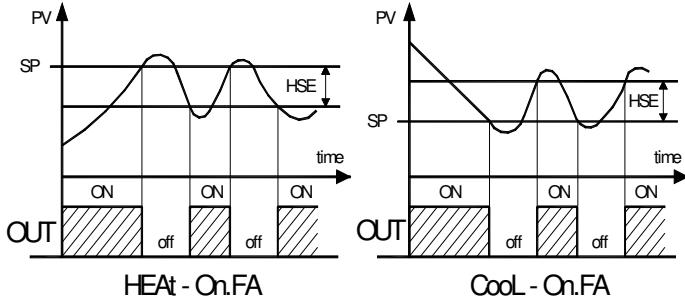 PV
SP
HSE
time
ON ON ON
OUT
off off
HEAt - On.FA
PV
HSE
SP
time
ON ON ON
OUT
off off
CooL - On.FA